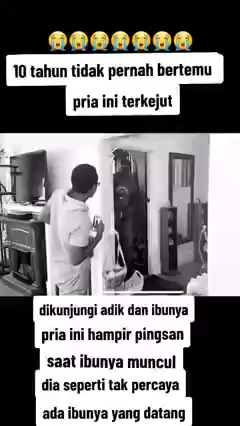 😭😭😭😭😭😭😭
10 tahun tidak pernah bertemu
pria ini terkejut
dikunjungi adik dan ibunya
pria ini hampir pingsan
saat ibunya muncul
dia seperti tak percaya
ada ibunya yang datang